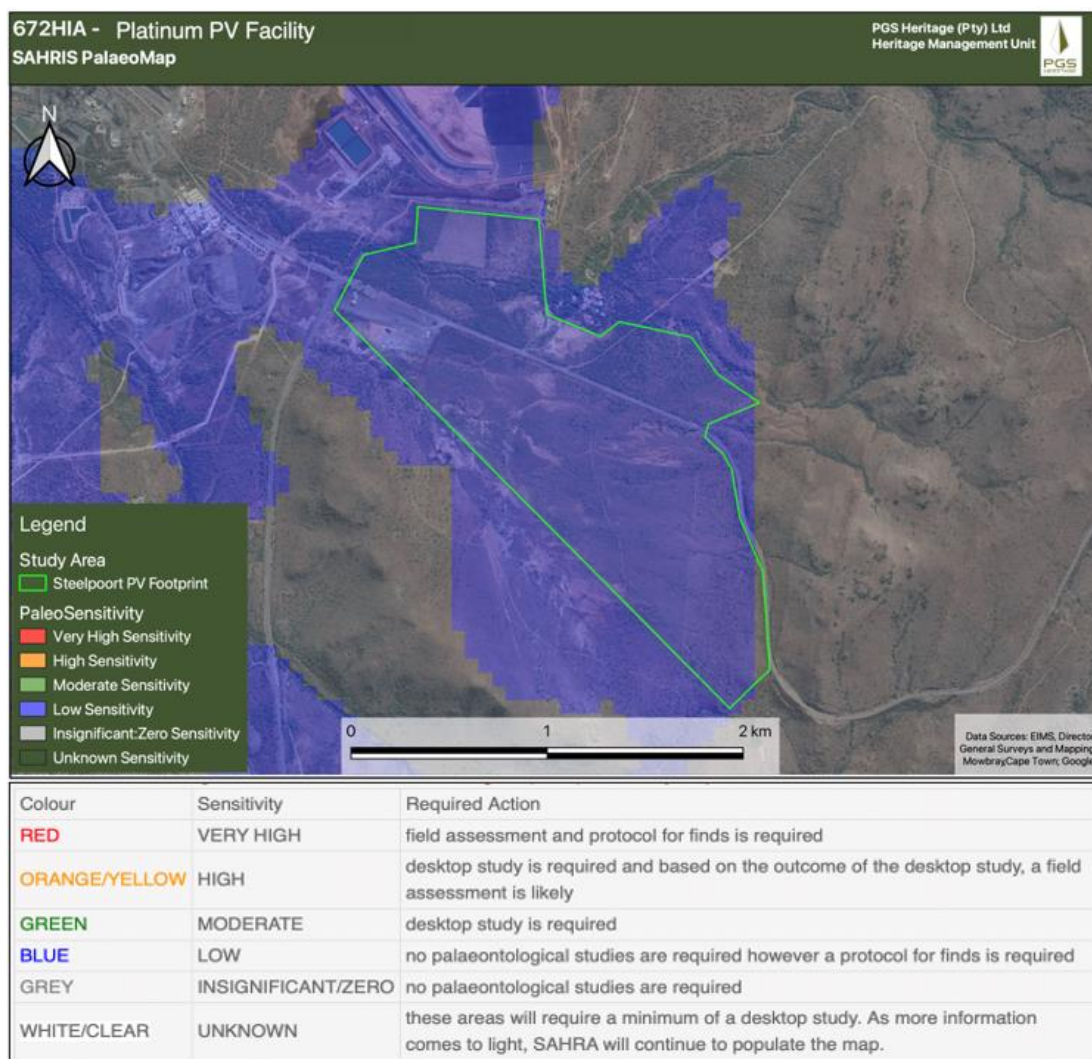 672HIA - Platinum PV Facility
SAHRIS PalaeoMap
PGS Heritage (Pty) Ltd
Heritage Management Unit
PGS
HERITAGE
N
Legend
Study Area
Steelpoort PV Footprint
PaleoSensitivity
Very High Sensitivity
High Sensitivity
Moderate Sensitivity
Low Sensitivity
Insignificant:Zero Sensitivity
Unknown Sensitivity
0 1 2 km
Data Sources: EIMS, Director
General Surveys and Mapping
Mowbray,Cape Town; Google
Colour Sensitivity Required Action
RED VERY HIGH field assessment and protocol for finds is required
ORANGE/YELLOW HIGH desktop study is required and based on the outcome of the desktop study, a field
assessment is likely
GREEN MODERATE desktop study is required
BLUE LOW no palaeontological studies are required however a protocol for finds is required
GREY INSIGNIFICANT/ZERO no palaeontological studies are required
WHITE/CLEAR UNKNOWN these areas will require a minimum of a desktop study. As more information
comes to light, SAHRA will continue to populate the map.